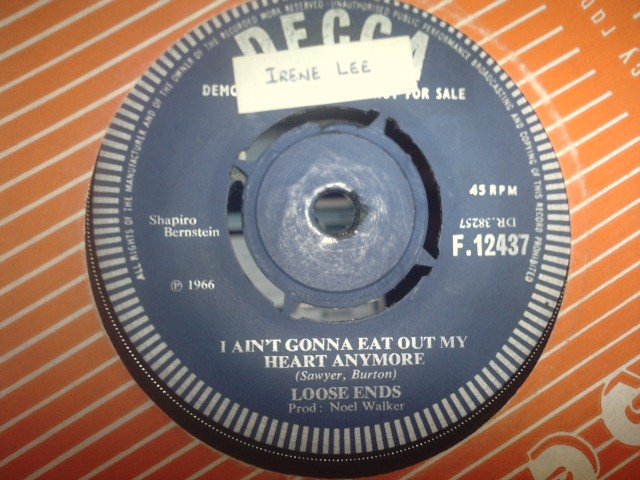 ALL RIGHTS OF THE MANUFACTURER AND OF THE OWNER OF THE RECORDED WORK RESERVED · UNAUTHORISED PUBLIC PERFORMANCE BROADCASTING AND COPYING OF THIS RECORD PROHIBITED
DECCA
IRENE LEE
DEMO FOR SALE
45 RPM
Shapiro
Bernstein
DR.38257
F.12437
℗ 1966
I AIN'T GONNA EAT OUT MY
HEART ANYMORE
(Sawyer, Burton)
LOOSE ENDS
Prod: Noel Walker